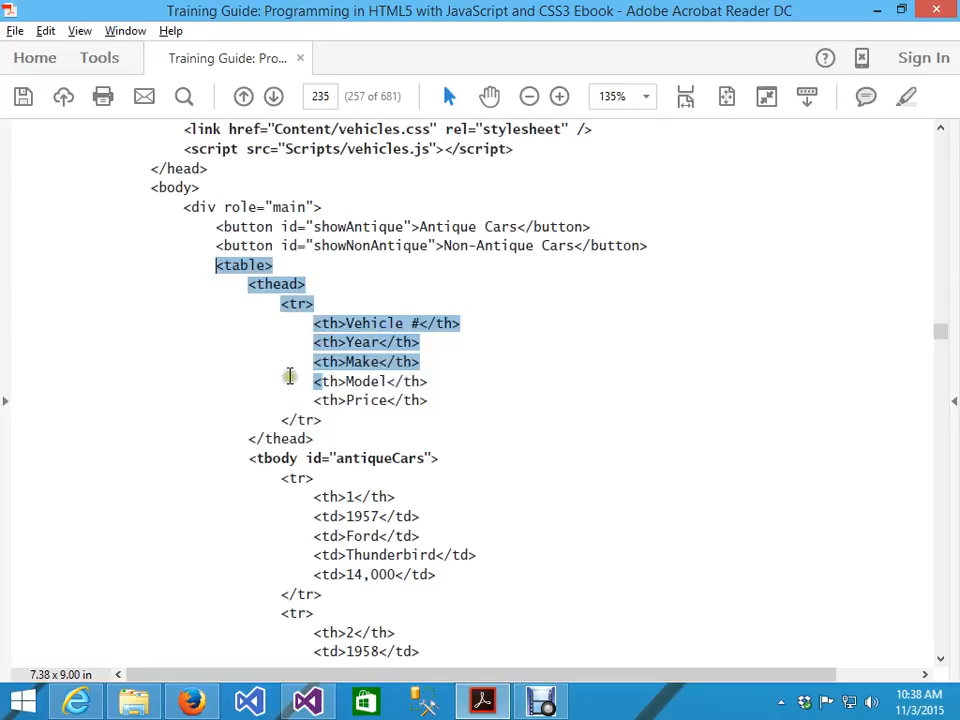 Training Guide: Programming in HTML5 with JavaScript and CSS3 Ebook - Adobe Acrobat Reader DC
File Edit View Window Help
Home Tools Training Guide: Pro... × Sign In
235 (257 of 681) 135%
<link href="Content/vehicles.css" rel="stylesheet" />
<script src="Scripts/vehicles.js"></script>
</head>
<body>
<div role="main">
<button id="showAntique">Antique Cars</button>
<button id="showNonAntique">Non-Antique Cars</button>
<table>
<thead>
<tr>
<th>Vehicle #</th>
<th>Year</th>
<th>Make</th>
<th>Model</th>
<th>Price</th>
</tr>
</thead>
<tbody id="antiqueCars">
<tr>
<th>1</th>
<td>1957</td>
<td>Ford</td>
<td>Thunderbird</td>
<td>14,000</td>
</tr>
<tr>
<th>2</th>
<td>1958</td>
7.38 x 9.00 in
10:38 AM
11/3/2015